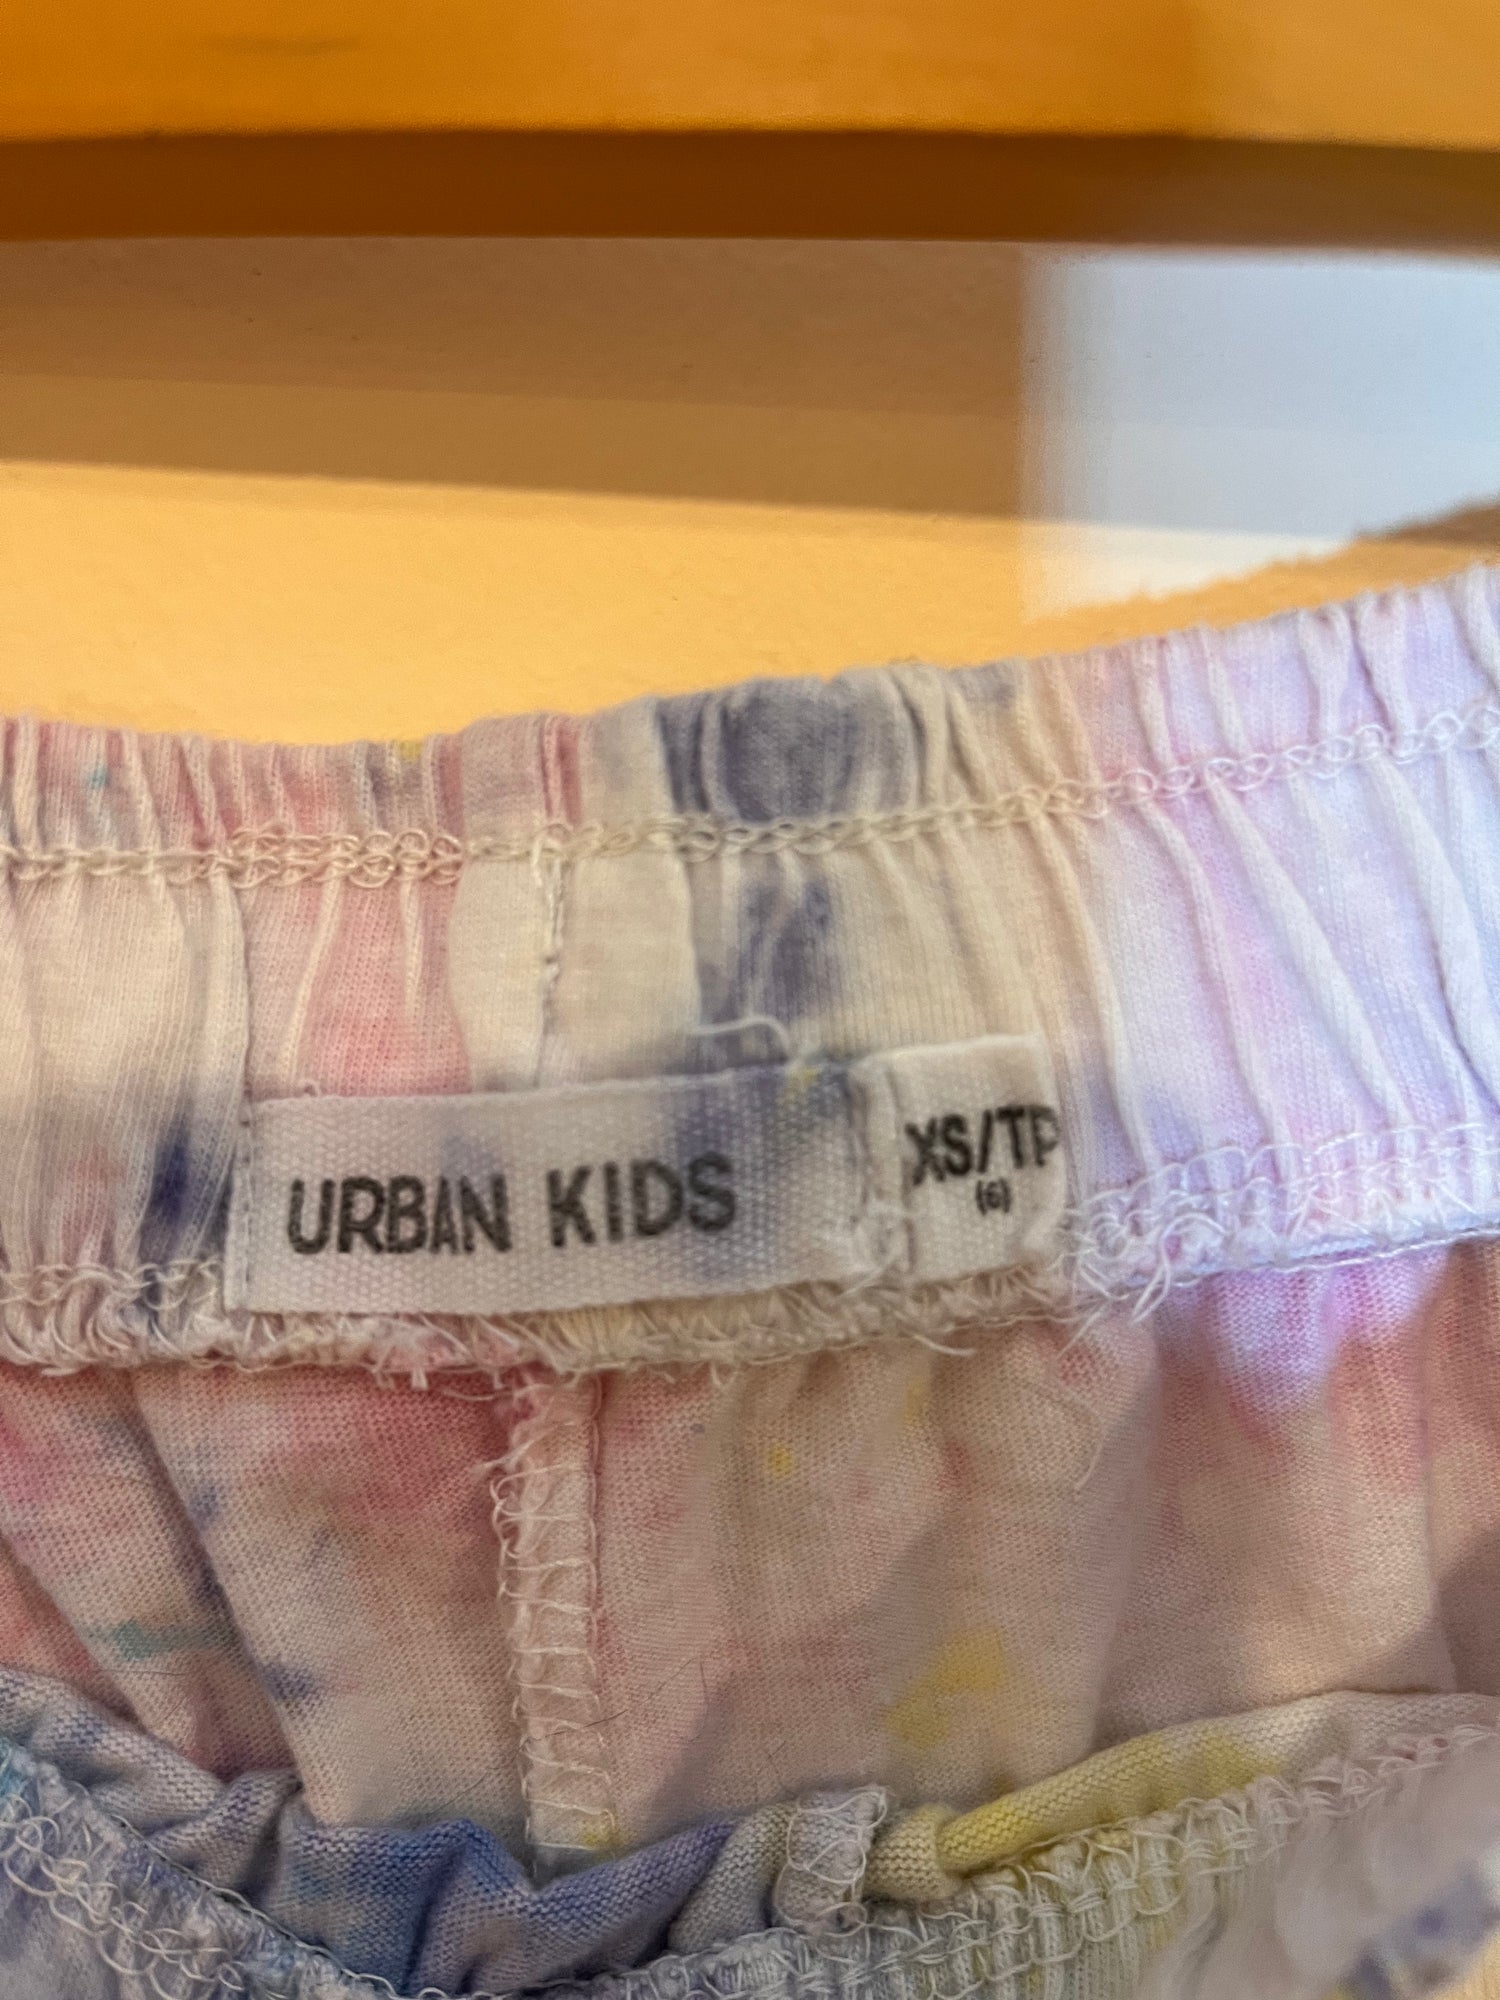 URBAN KIDS
XS/TP
(6)